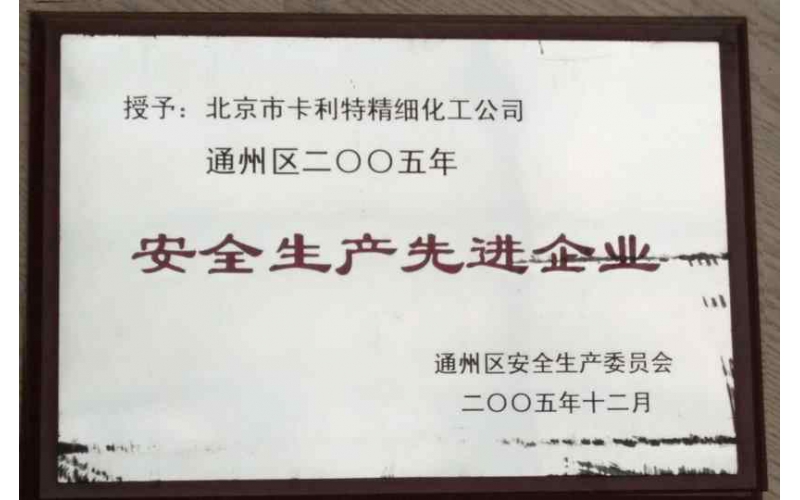 授予：北京市卡利特精细化工公司
通州区二〇〇五年
安全生产先进企业
通州区安全生产委员会
二〇〇五年十二月